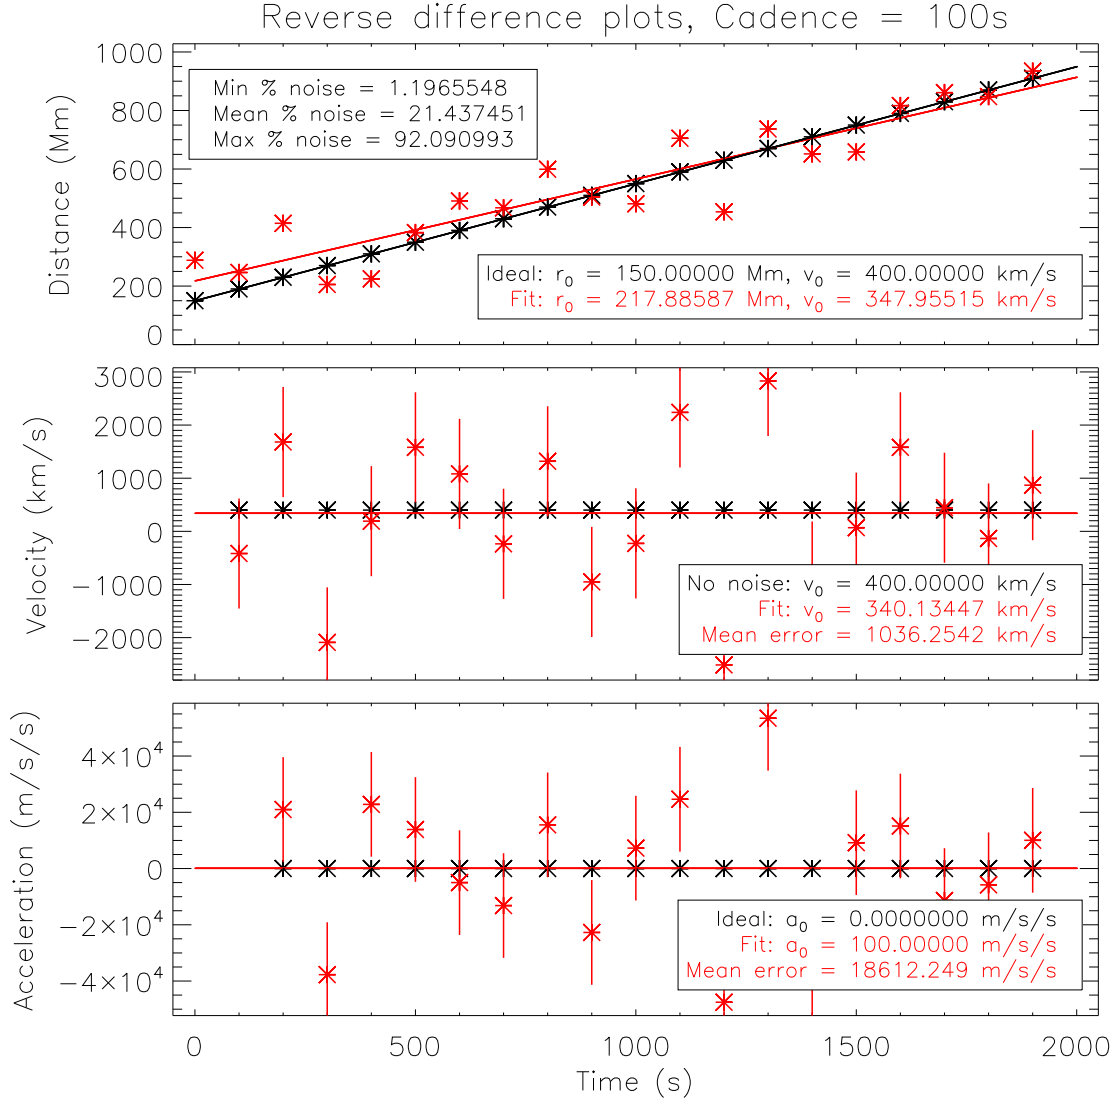 Reverse difference plots, Cadence = 100s
Distance (Mm)
1000
800
600
400
200
0
Min % noise = 1.1965548
Mean % noise = 21.437451
Max % noise = 92.090993
Ideal: r₀ = 150.00000 Mm, v₀ = 400.00000 km/s
Fit: r₀ = 217.88587 Mm, v₀ = 347.95515 km/s
Velocity (km/s)
3000
2000
1000
0
−1000
−2000
No noise: v₀ = 400.00000 km/s
Fit: v₀ = 340.13447 km/s
Mean error = 1036.2542 km/s
Acceleration (m/s/s)
4×10⁴
2×10⁴
0
−2×10⁴
−4×10⁴
Ideal: a₀ = 0.0000000 m/s/s
Fit: a₀ = 100.00000 m/s/s
Mean error = 18612.249 m/s/s
0 500 1000 1500 2000
Time (s)